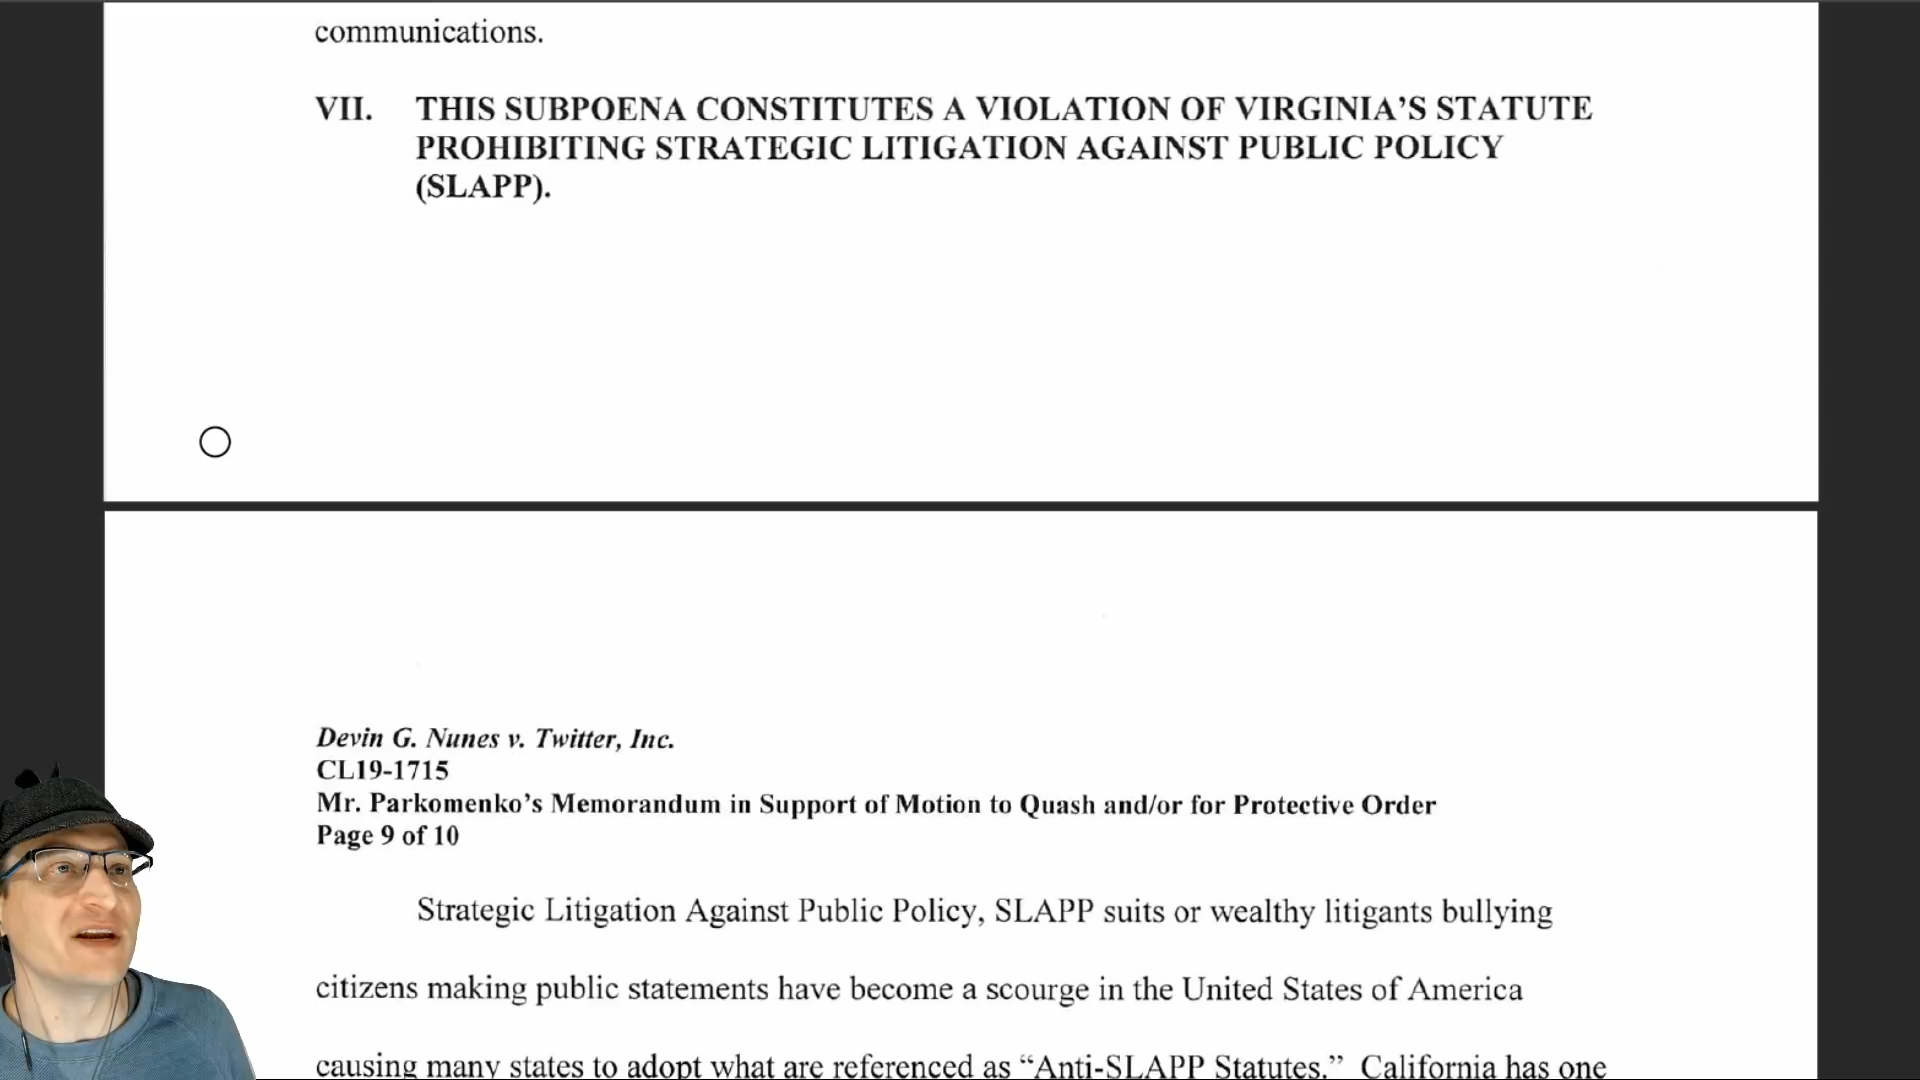 communications.
VII. THIS SUBPOENA CONSTITUTES A VIOLATION OF VIRGINIA’S STATUTE
PROHIBITING STRATEGIC LITIGATION AGAINST PUBLIC POLICY
(SLAPP).
Devin G. Nunes v. Twitter, Inc.
CL19-1715
Mr. Parkomenko’s Memorandum in Support of Motion to Quash and/or for Protective Order
Page 9 of 10
Strategic Litigation Against Public Policy, SLAPP suits or wealthy litigants bullying
citizens making public statements have become a scourge in the United States of America
causing many states to adopt what are referenced as “Anti-SLAPP Statutes.” California has one